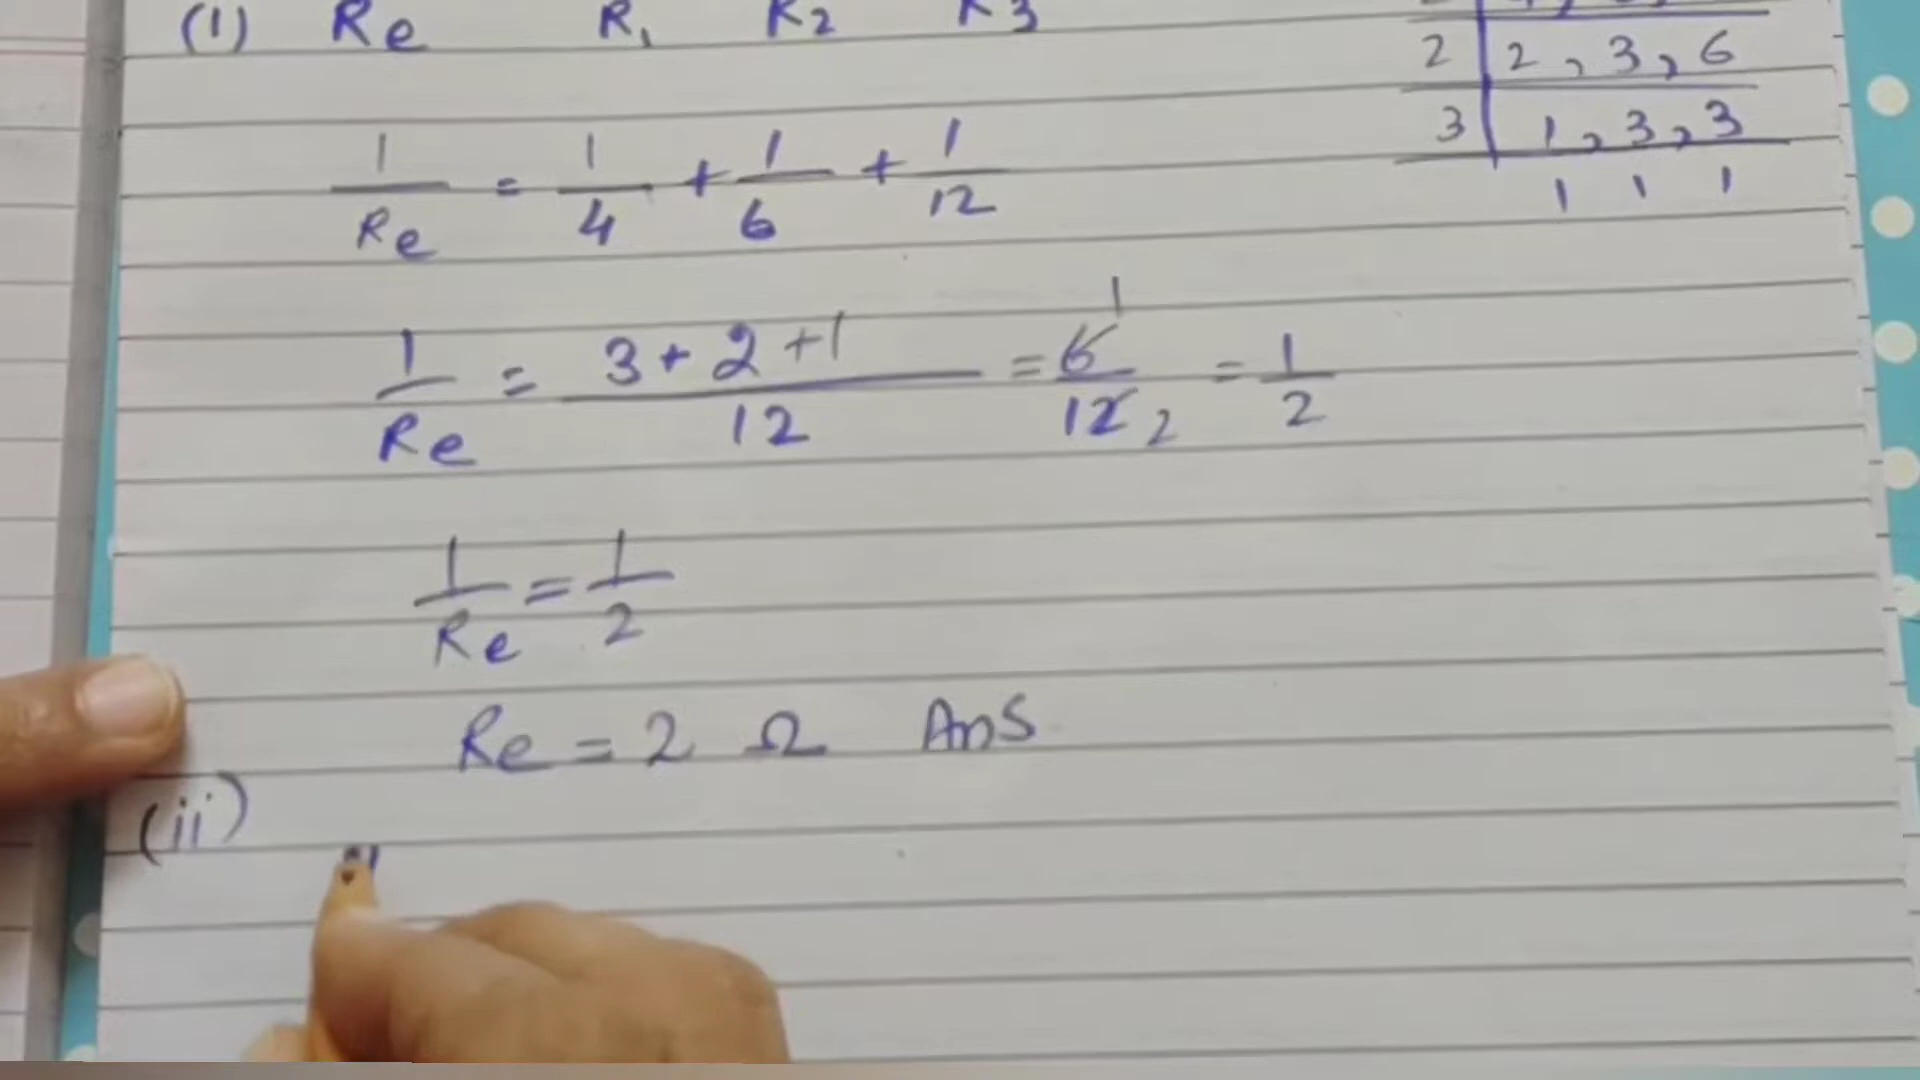 (1) Re R1 R2 R3
2 | 2, 3, 6
3 | 1, 3, 3
1 1 1
1/Re = 1/4 + 1/6 + 1/12
1/Re = 3+2+1/12 = 6/12 1 2 = 1/2
1/Re = 1/2
Re = 2 Ω Ans
(ii)